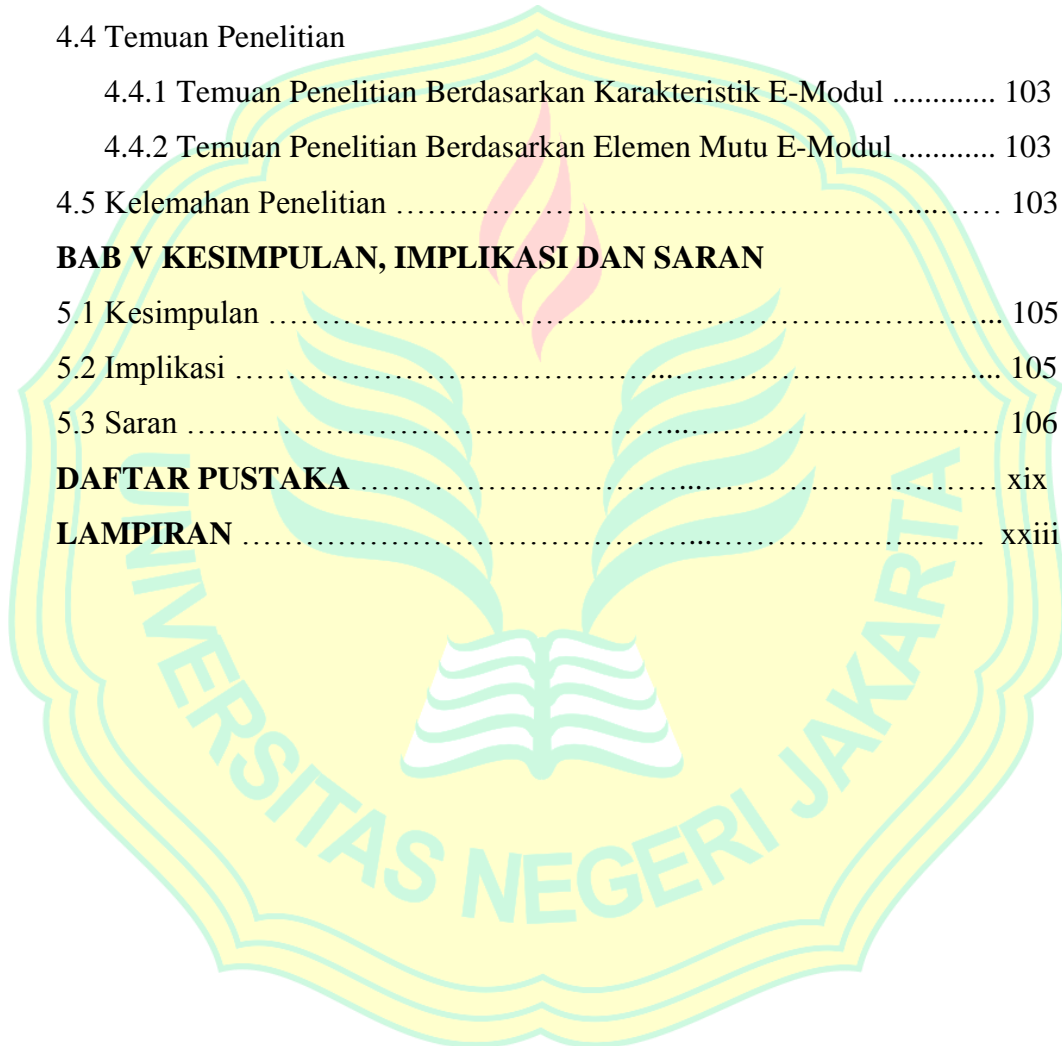 4.4 Temuan Penelitian
4.4.1 Temuan Penelitian Berdasarkan Karakteristik E-Modul ............. 103
4.4.2 Temuan Penelitian Berdasarkan Elemen Mutu E-Modul ............ 103
4.5 Kelemahan Penelitian …………………………………………....…… 103
BAB V KESIMPULAN, IMPLIKASI DAN SARAN
5.1 Kesimpulan ……………………………....………………….…………... 105
5.2 Implikasi …………………………………...…………………….…….... 105
5.3 Saran ………………………………………...…………………….….… 106
DAFTAR PUSTAKA ……………………………...………………………… xix
LAMPIRAN ……………………………………...………………….…... xxiii
UNIVERSITAS NEGERI JAKARTA